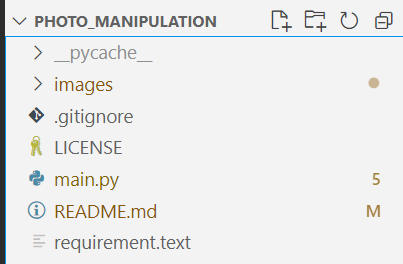 PHOTO_MANIPULATION
__pycache__
images
.gitignore
LICENSE
main.py 5
README.md M
requirement.text